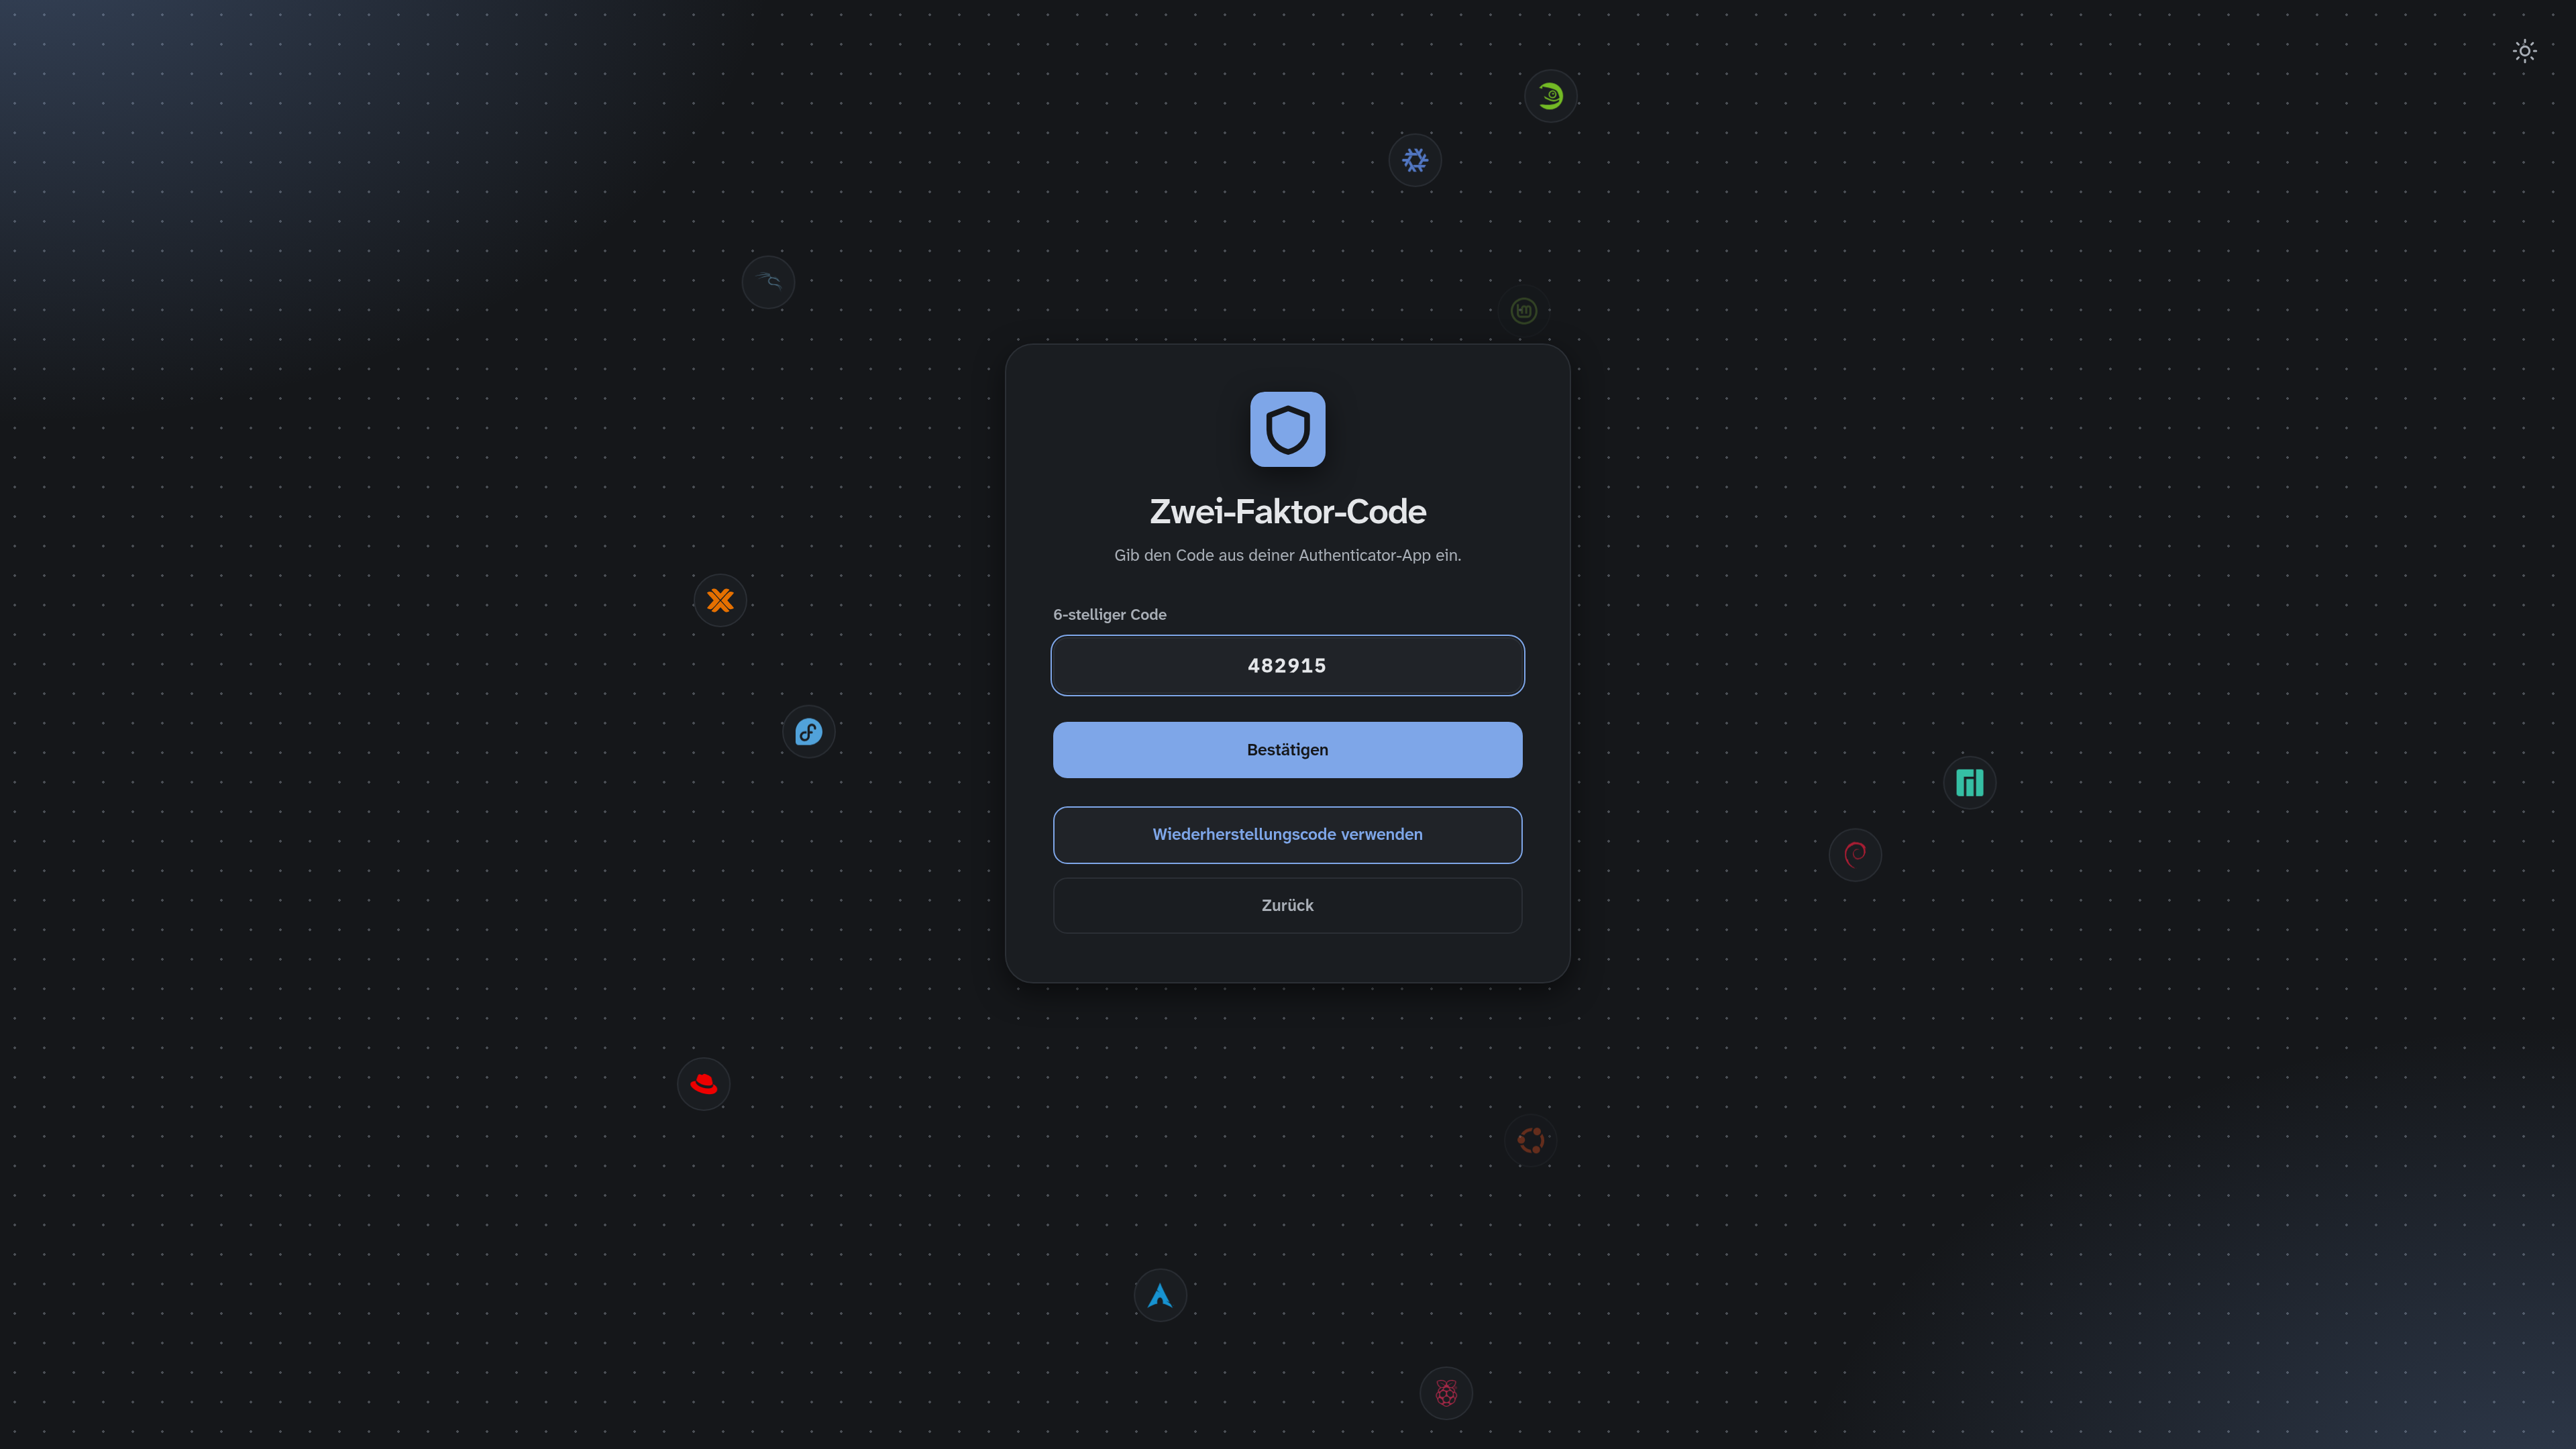 Zwei-Faktor-Code
Gib den Code aus deiner Authenticator-App ein.
6-stelliger Code
482915
Bestätigen
Wiederherstellungscode verwenden
Zurück